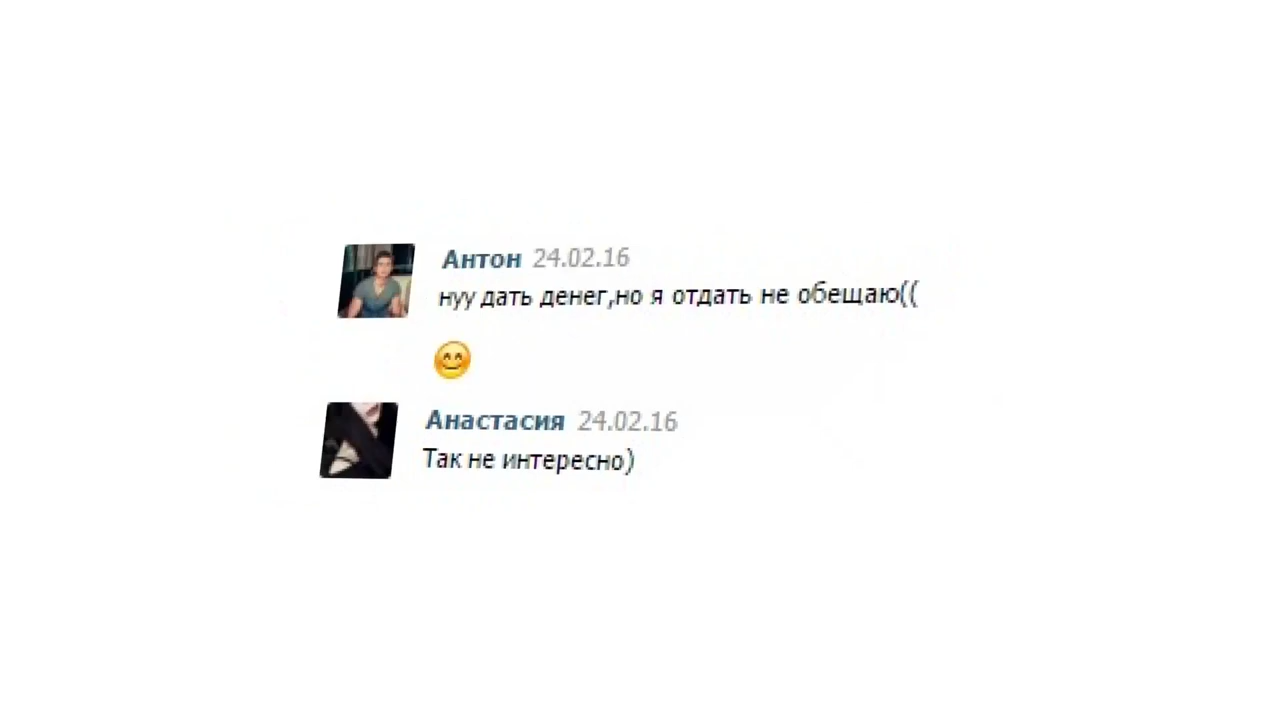 Антон 24.02.16
нуу дать денег,но я отдать не обещаю((
😊
Анастасия 24.02.16
Так не интересно)